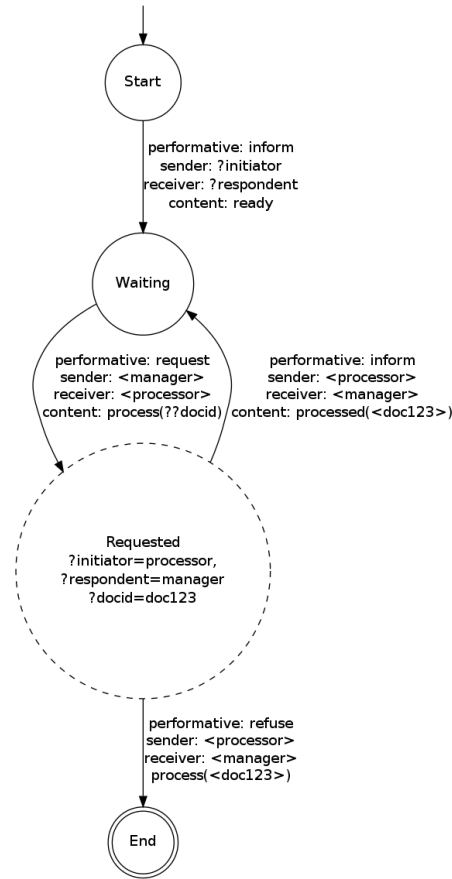 Start
performative: inform
sender: ?initiator
receiver: ?respondent
content: ready
Waiting
performative: request
sender: <manager>
receiver: <processor>
content: process(??docid)
performative: inform
sender: <processor>
receiver: <manager>
content: processed(<doc123>)
Requested
?initiator=processor,
?respondent=manager
?docid=doc123
performative: refuse
sender: <processor>
receiver: <manager>
process(<doc123>)
End